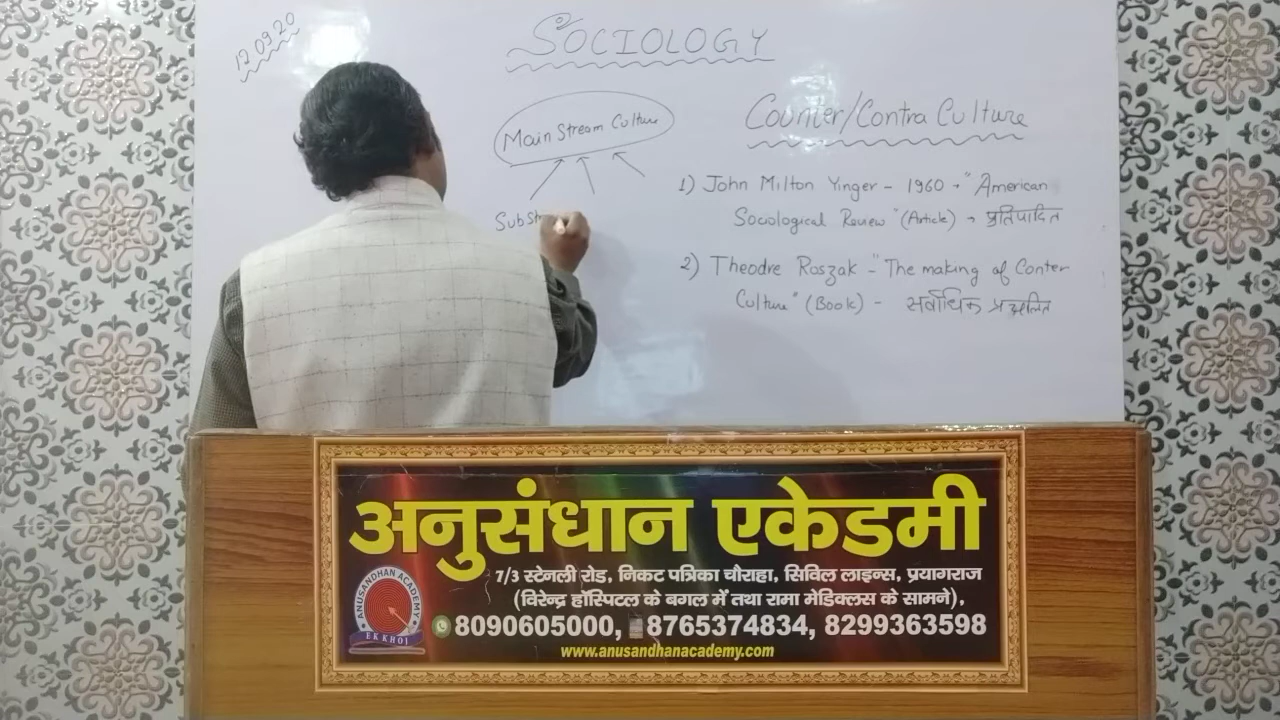 12.09.20
SOCIOLOGY
Main Stream Culture
SubSt
Counter/Contra Culture
1) John Milton Yinger - 1960 → "American
Sociological Review" (Article) → प्रतिपादित
2) Theodre Roszak - "The making of Conter
Culture" (Book) - सर्वाधिक प्रचलित
अनुसंधान एकेडमी
7/3 स्टेनली रोड, निकट पत्रिका चौराहा, सिविल लाइन्स, प्रयागराज
(विरेन्द्र हॉस्पिटल के बगल में तथा रामा मेडिक्लस के सामने),
8090605000, 8765374834, 8299363598
www.anusandhanacademy.com
ANUSANDHAN ACADEMY
EK KHOJ